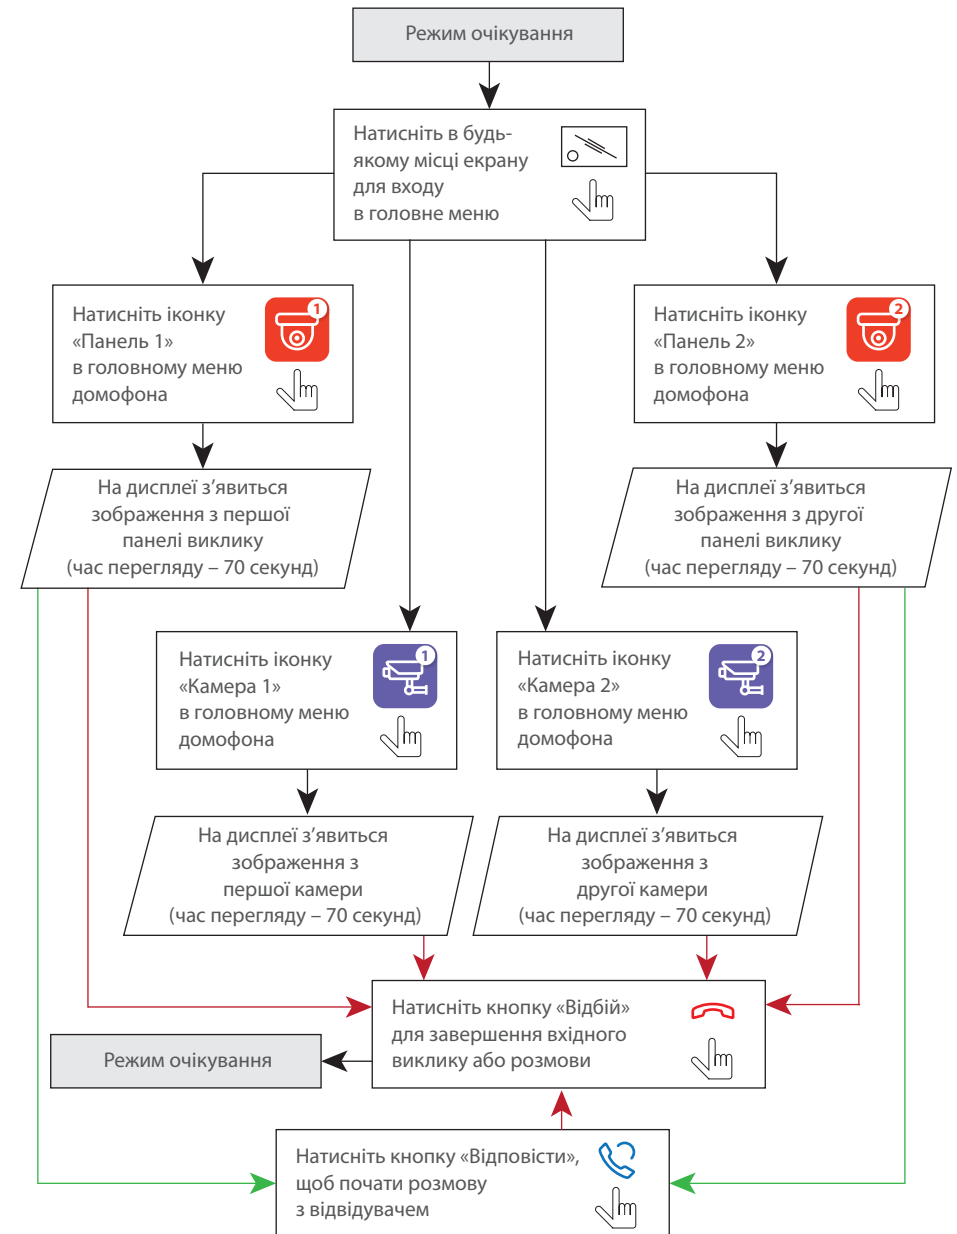 Режим очікування
Натисніть в будь-
якому місці екрану
для входу
в головне меню
Натисніть іконку
«Панель 1»
в головному меню
домофона
1
Натисніть іконку
«Панель 2»
в головному меню
домофона
2
На дисплеї з’явиться
зображення з першої
панелі виклику
(час перегляду – 70 секунд)
На дисплеї з’явиться
зображення з другої
панелі виклику
(час перегляду – 70 секунд)
Натисніть іконку
«Камера 1»
в головному меню
домофона
1
Натисніть іконку
«Камера 2»
в головному меню
домофона
2
На дисплеї з’явиться
зображення з
першої камери
(час перегляду – 70 секунд)
На дисплеї з’явиться
зображення з
другої камери
(час перегляду – 70 секунд)
Натисніть кнопку «Відбій»
для завершення вхідного
виклику або розмови
Режим очікування
Натисніть кнопку «Відповісти»,
щоб почати розмову
з відвідувачем